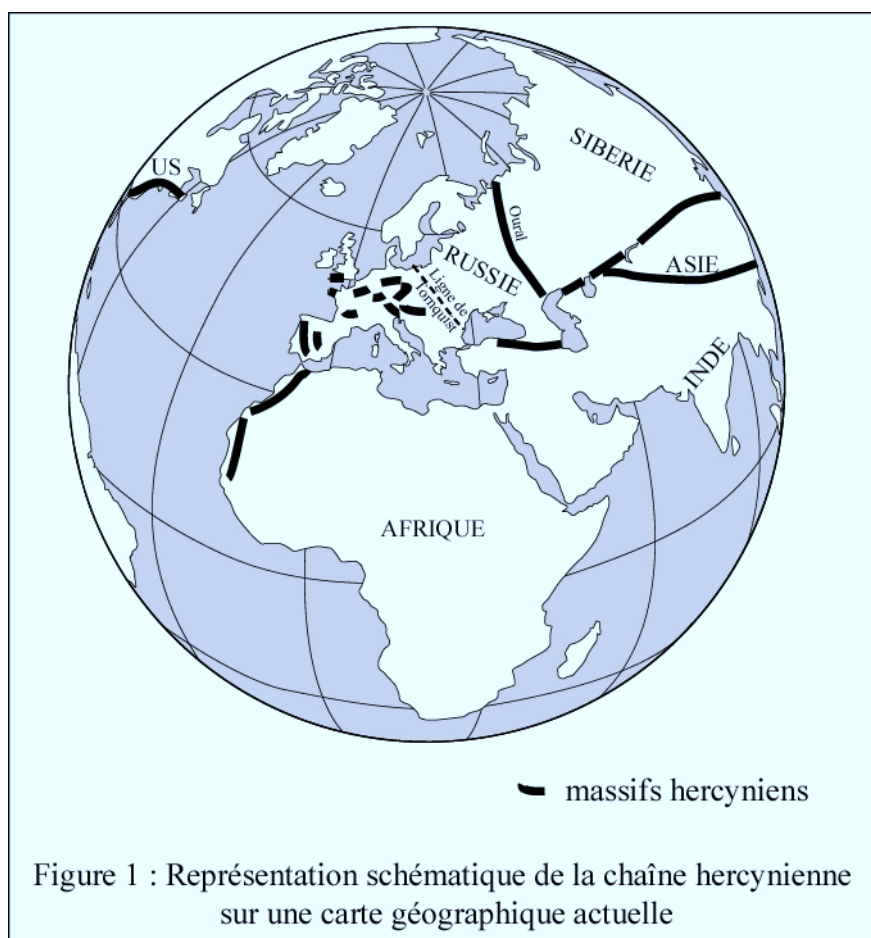 SIBERIE
US
Oural
ASIE
RUSSIE
Ligne de
Tornquist
INDE
AFRIQUE
massifs hercyniens
Figure 1 : Représentation schématique de la chaîne hercynienne
sur une carte géographique actuelle